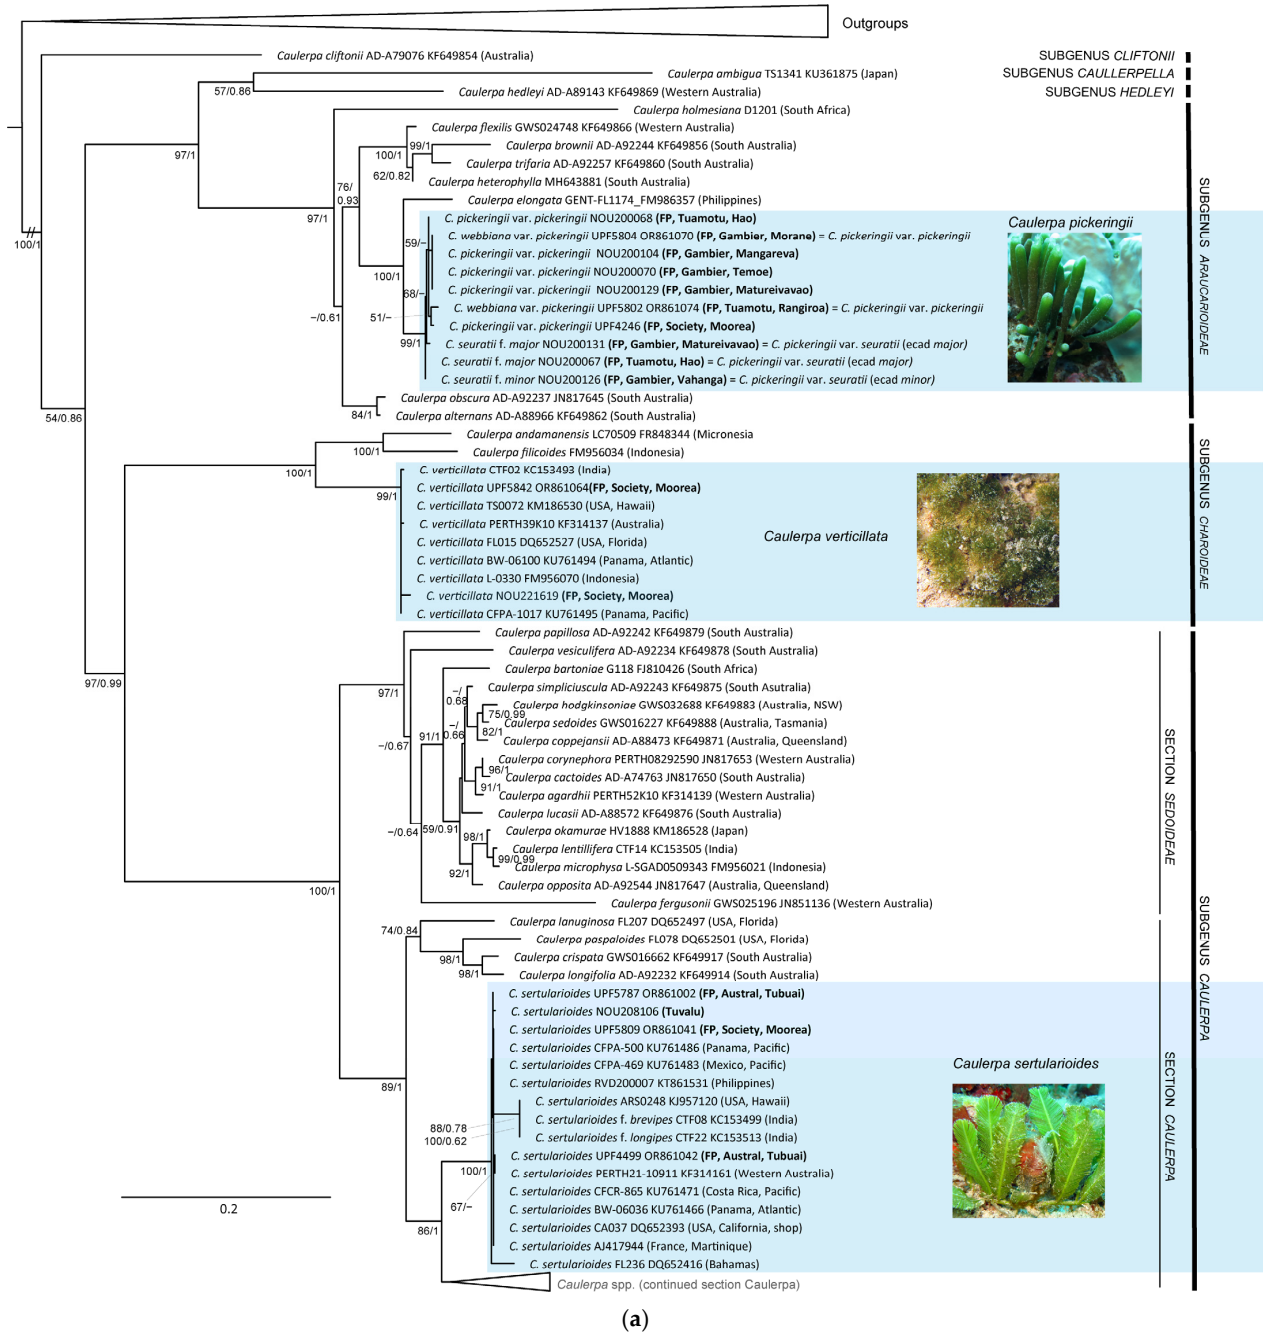 Outgroups
Caulerpa cliftonii AD-A79076 KF649854 (Australia)
SUBGENUS CLIFTONII
Caulerpa ambigua TS1341 KU361875 (Japan)
SUBGENUS CAULLERPELLA
57/0.86
Caulerpa hedleyi AD-A89143 KF649869 (Western Australia)
SUBGENUS HEDLEYI
Caulerpa holmesiana D1201 (South Africa)
Caulerpa flexilis GWS024748 KF649866 (Western Australia)
99/1
Caulerpa brownii AD-A92244 KF649856 (South Australia)
97/1
100/1
Caulerpa trifaria AD-A92257 KF649860 (South Australia)
62/0.82
Caulerpa heterophylla MH643881 (South Australia)
76/
0.93
Caulerpa elongata GENT-FL1174_FM986357 (Philippines)
97/1
C. pickeringii var. pickeringii NOU200068 (FP, Tuamotu, Hao)
Caulerpa pickeringii
100/1
59/–
C. webbiana var. pickeringii UPF5804 OR861070 (FP, Gambier, Morane) = C. pickeringii var. pickeringii
C. pickeringii var. pickeringii NOU200104 (FP, Gambier, Mangareva)
100/1
C. pickeringii var. pickeringii NOU200070 (FP, Gambier, Temoe)
68/–
C. pickeringii var. pickeringii NOU200129 (FP, Gambier, Matureivavao)
–/0.61
51/–
C. webbiana var. pickeringii UPF5802 OR861074 (FP, Tuamotu, Rangiroa) = C. pickeringii var. pickeringii
C. pickeringii var. pickeringii UPF4246 (FP, Society, Moorea)
99/1
C. seuratii f. major NOU200131 (FP, Gambier, Matureivavao) = C. pickeringii var. seuratii (ecad major)
C. seuratii f. major NOU200067 (FP, Tuamotu, Hao) = C. pickeringii var. seuratii (ecad major)
C. seuratii f. minor NOU200126 (FP, Gambier, Vahanga) = C. pickeringii var. seuratii (ecad minor)
SUBGENUS ARAUCARIOIDEAE
Caulerpa obscura AD-A92237 JN817645 (South Australia)
54/0.86
84/1
Caulerpa alternans AD-A88966 KF649862 (South Australia)
Caulerpa andamanensis LC70509 FR848344 (Micronesia
100/1
Caulerpa filicoides FM956034 (Indonesia)
100/1
C. verticillata CTF02 KC153493 (India)
99/1
C. verticillata UPF5842 OR861064(FP, Society, Moorea)
C. verticillata TS0072 KM186530 (USA, Hawaii)
C. verticillata PERTH39K10 KF314137 (Australia)
Caulerpa verticillata
C. verticillata FL015 DQ652527 (USA, Florida)
C. verticillata BW-06100 KU761494 (Panama, Atlantic)
C. verticillata L-0330 FM956070 (Indonesia)
C. verticillata NOU221619 (FP, Society, Moorea)
C. verticillata CFPA-1017 KU761495 (Panama, Pacific)
SUBGENUS CHAROIDEAE
Caulerpa papillosa AD-A92242 KF649879 (South Australia)
Caulerpa vesiculifera AD-A92234 KF649878 (South Australia)
Caulerpa bartoniae G118 FJ810426 (South Africa)
97/0.99
97/1
–/
0.68
Caulerpa simpliciuscula AD-A92243 KF649875 (South Australia)
Caulerpa hodgkinsoniae GWS032688 KF649883 (Australia, NSW)
75/0.99
Caulerpa sedoides GWS016227 KF649888 (Australia, Tasmania)
–/
0.66
91/1
82/1
Caulerpa coppejansii AD-A88473 KF649871 (Australia, Queensland)
–/0.67
Caulerpa corynephora PERTH08292590 JN817653 (Western Australia)
96/1
Caulerpa cactoides AD-A74763 JN817650 (South Australia)
91/1
Caulerpa agardhii PERTH52K10 KF314139 (Western Australia)
Caulerpa lucasii AD-A88572 KF649876 (South Australia)
–/0.64
59/0.91
98/1
Caulerpa okamurae HV1888 KM186528 (Japan)
Caulerpa lentillifera CTF14 KC153505 (India)
99/0.99
Caulerpa microphysa L-SGAD0509343 FM956021 (Indonesia)
92/1
Caulerpa opposita AD-A92544 JN817647 (Australia, Queensland)
100/1
Caulerpa fergusonii GWS025196 JN851136 (Western Australia)
SECTION SEDOIDEAE
Caulerpa lanuginosa FL207 DQ652497 (USA, Florida)
74/0.84
Caulerpa paspaloides FL078 DQ652501 (USA, Florida)
98/1
Caulerpa crispata GWS016662 KF649917 (South Australia)
98/1
Caulerpa longifolia AD-A92232 KF649914 (South Australia)
SUBGENUS CAULERPA
C. sertularioides UPF5787 OR861002 (FP, Austral, Tubuai)
C. sertularioides NOU208106 (Tuvalu)
C. sertularioides UPF5809 OR861041 (FP, Society, Moorea)
C. sertularioides CFPA-500 KU761486 (Panama, Pacific)
C. sertularioides CFPA-469 KU761483 (Mexico, Pacific)
Caulerpa sertularioides
89/1
C. sertularioides RVD200007 KT861531 (Philippines)
C. sertularioides ARS0248 KJ957120 (USA, Hawaii)
88/0.78
C. sertularioides f. brevipes CTF08 KC153499 (India)
100/0.62
C. sertularioides f. longipes CTF22 KC153513 (India)
C. sertularioides UPF4499 OR861042 (FP, Austral, Tubuai)
100/1
C. sertularioides PERTH21-10911 KF314161 (Western Australia)
C. sertularioides CFCR-865 KU761471 (Costa Rica, Pacific)
67/–
C. sertularioides BW-06036 KU761466 (Panama, Atlantic)
0.2
86/1
C. sertularioides CA037 DQ652393 (USA, California, shop)
C. sertularioides AJ417944 (France, Martinique)
C. sertularioides FL236 DQ652416 (Bahamas)
SECTION CAULERPA
Caulerpa spp. (continued section Caulerpa)
(a)